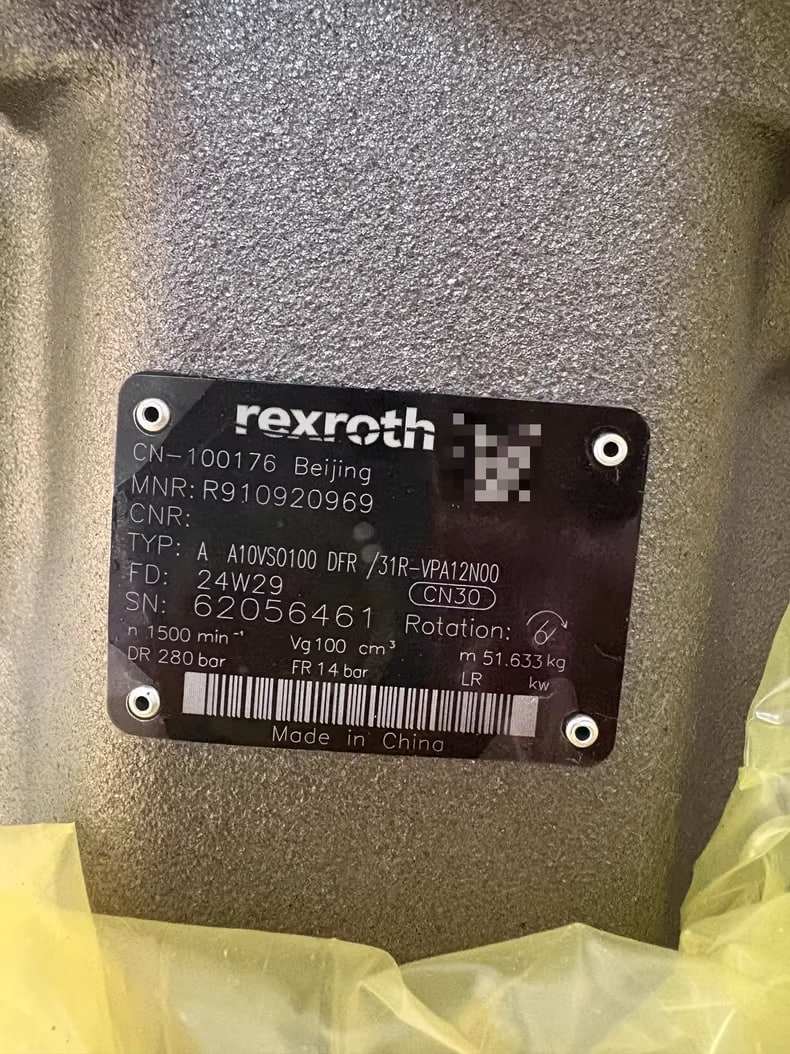 rexroth
CN-100176 Beijing
MNR: R910920969
CNR:
TYP: A A10VSO100 DFR /31R-VPA12N00
FD: 24W29 CN30
SN: 62056461 Rotation:
n 1500 min⁻¹ Vg 100 cm³ m 51.633 kg
DR 280 bar FR 14 bar LR kw
Made in China